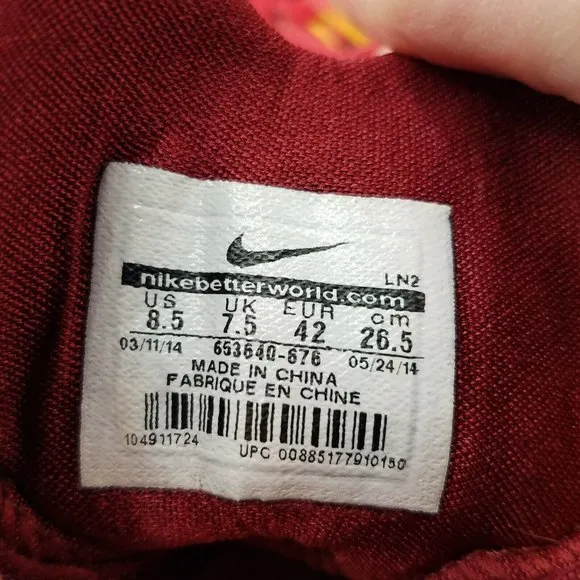 LN2
nikebetterworld.com
US UK EUR cm
8.5 7.5 42 26.5
03/11/14 653640-676 05/24/14
MADE IN CHINA
FABRIQUE EN CHINE
104911724 UPC 00885177910150